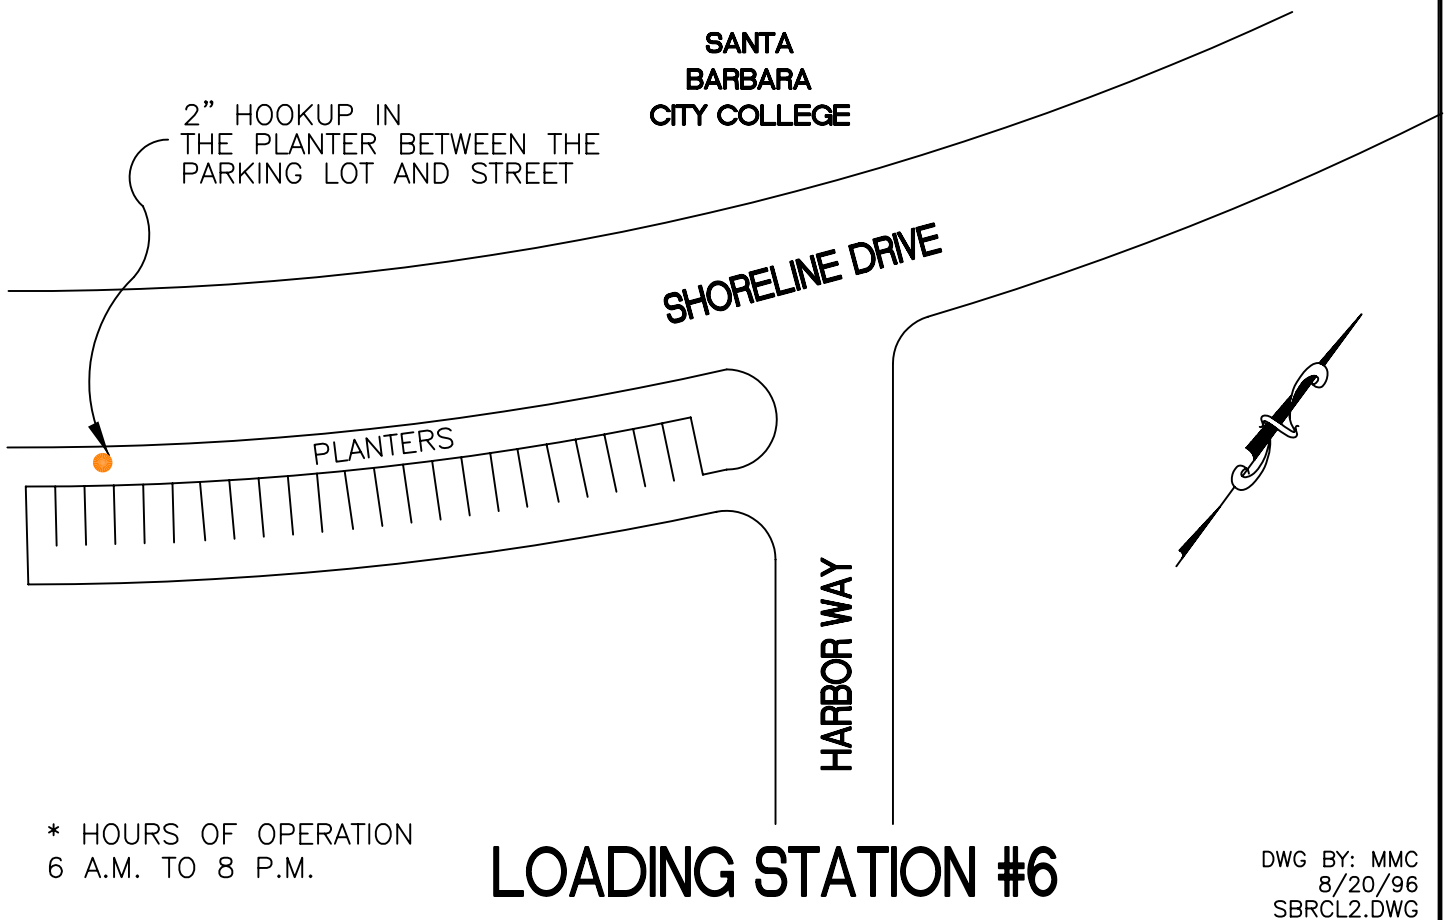 SANTA
BARBARA
CITY COLLEGE
2” HOOKUP IN
THE PLANTER BETWEEN THE
PARKING LOT AND STREET
SHORELINE DRIVE
PLANTERS
HARBOR WAY
* HOURS OF OPERATION
6 A.M. TO 8 P.M.
LOADING STATION #6
DWG BY: MMC
8/20/96
SBRCL2.DWG